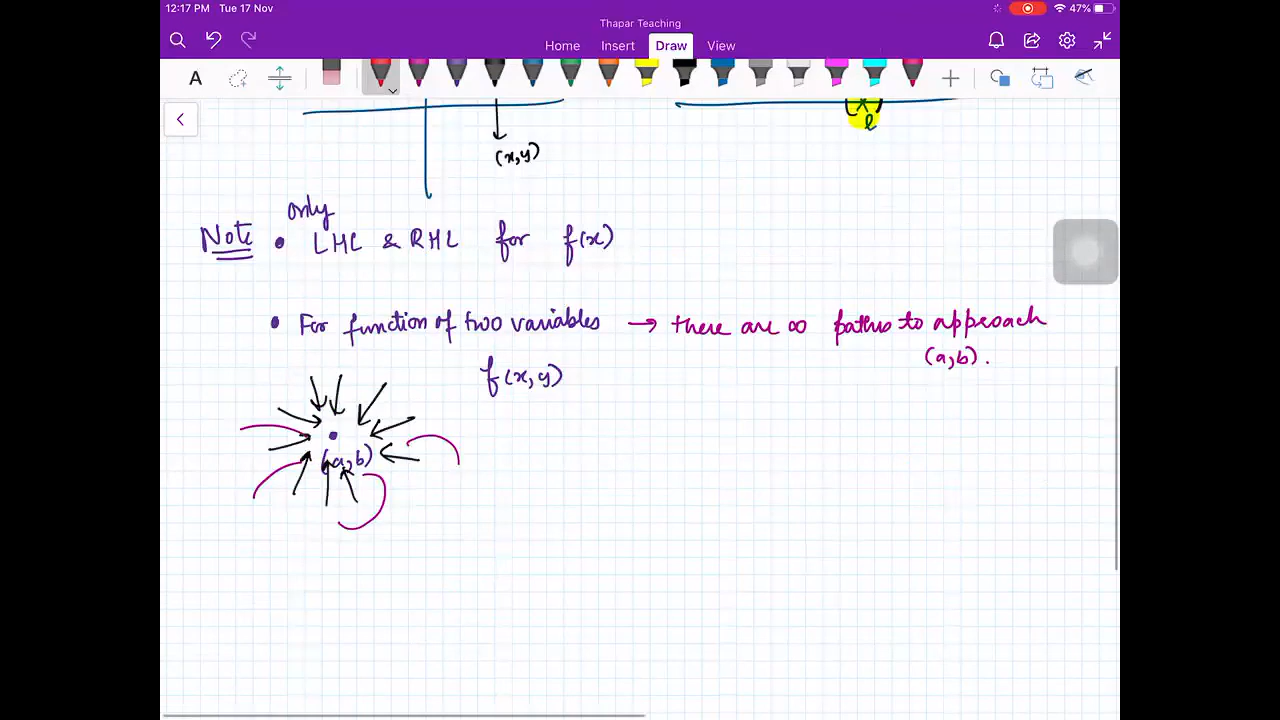 12:17 PM Tue 17 Nov
47%
Thapar Teaching
Home Insert Draw View
A
(x
l
(x,y)
only
Note • LHL & RHL for f(x)
• For function of two variables → there are ∞ paths to approach
(a,b).
f(x,y)
(a,b)